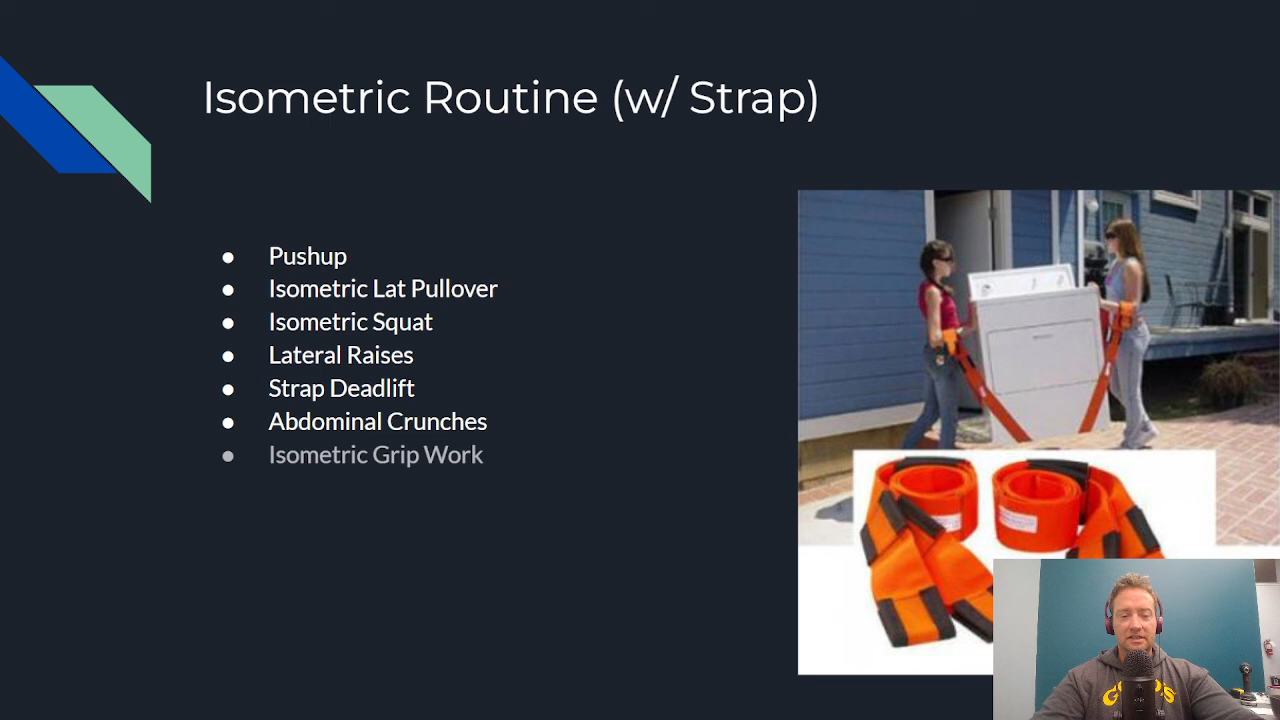 Isometric Routine (w/ Strap)
● Pushup
● Isometric Lat Pullover
● Isometric Squat
● Lateral Raises
● Strap Deadlift
● Abdominal Crunches
● Isometric Grip Work